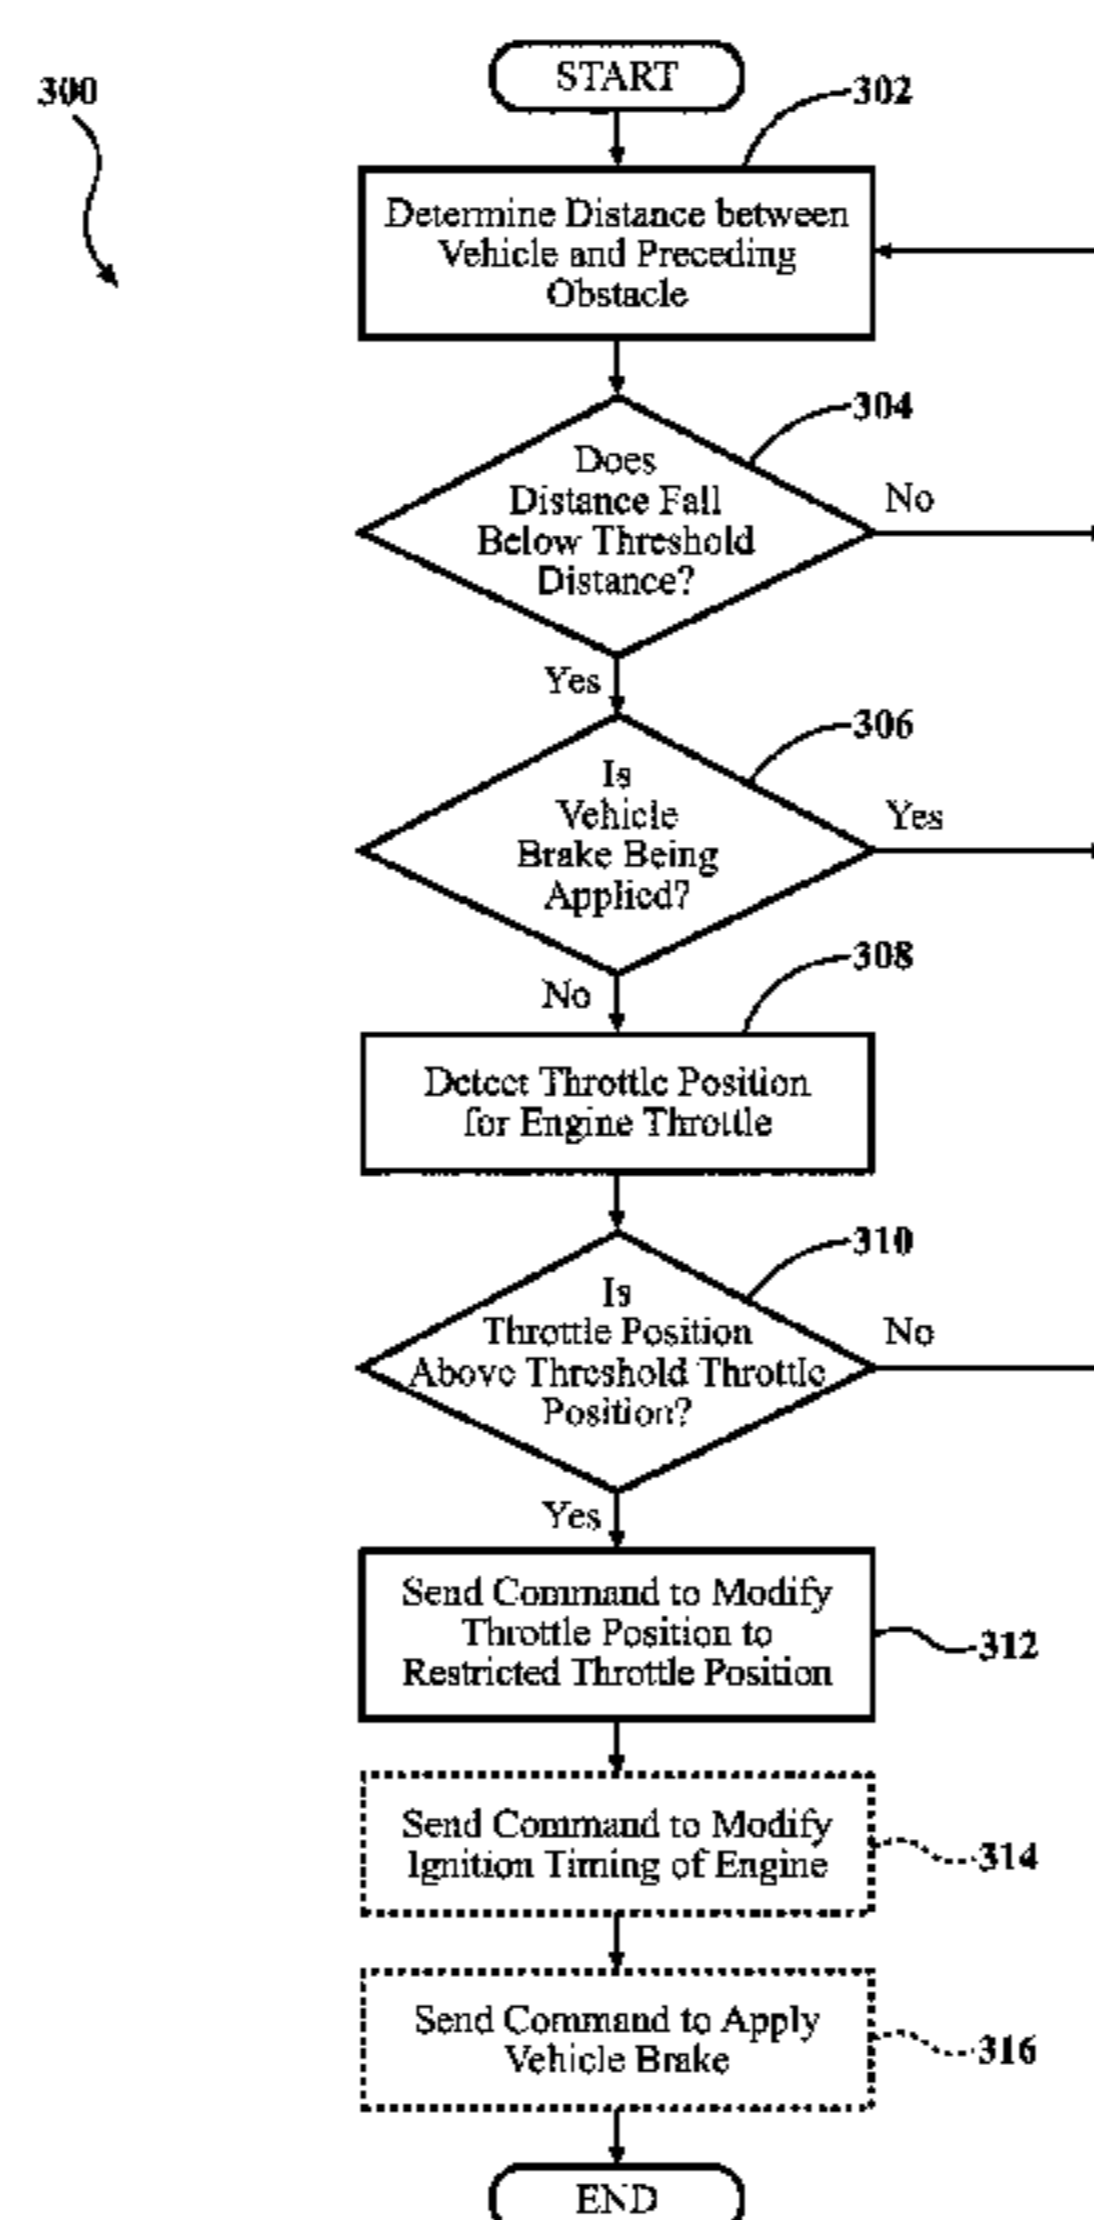 START
300
302
Determine Distance between
Vehicle and Preceding
Obstacle
304
Does
Distance Fall
Below Threshold
Distance?
No
Yes
306
Is
Vehicle
Brake Being
Applied?
Yes
No
308
Detect Throttle Position
for Engine Throttle
310
Is
Throttle Position
Above Threshold Throttle
Position?
No
Yes
Send Command to Modify
Throttle Position to
Restricted Throttle Position
312
Send Command to Modify
Ignition Timing of Engine
314
Send Command to Apply
Vehicle Brake
316
END